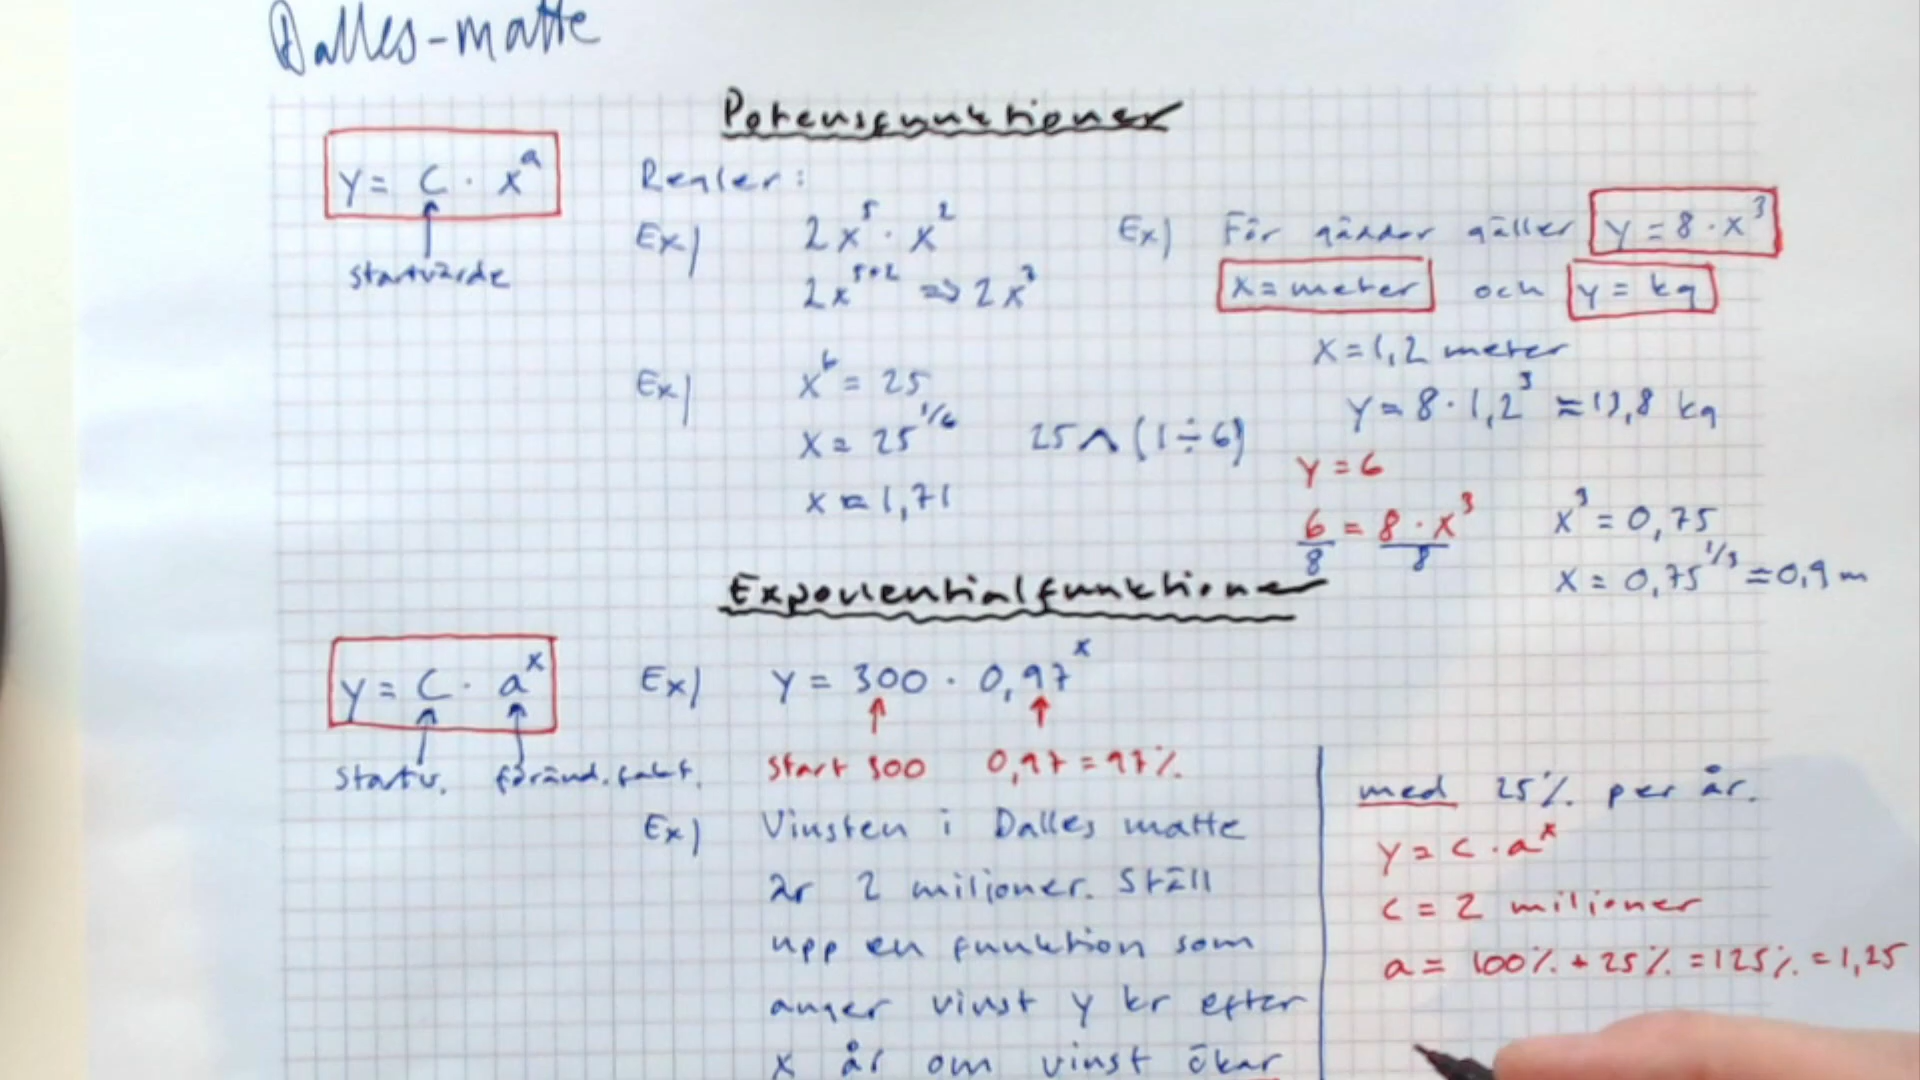 Dalles-matte
Potensfunktioner
y = C · x^a
startvärde
Regler:
Ex) 2x^5 · x^2
2x^5+2 => 2x^7
Ex) x^6 = 25
x = 25^1/6    25^(1÷6)
x = 1,71
Ex) För gäddor gäller y = 8 · x^3
x = meter och y = kg
x = 1,2 meter
y = 8 · 1,2^3 ≈ 13,8 kg
y = 6
6/8 = 8 · x^3/8
x^3 = 0,75
x = 0,75^1/3 ≈ 0,9 m
Exponentialfunktioner
y = C · a^x
Startv. föränd.fakt.
Ex) y = 300 · 0,97^x
Start 300 0,97 = 97%
Ex) Vinsten i Dalles matte
är 2 miljoner. Ställ
upp en funktion som
anger vinst y kr efter
x år om vinst ökar
med 25% per år.
y = C · a^x
C = 2 miljoner
a = 100% + 25% = 125% = 1,25